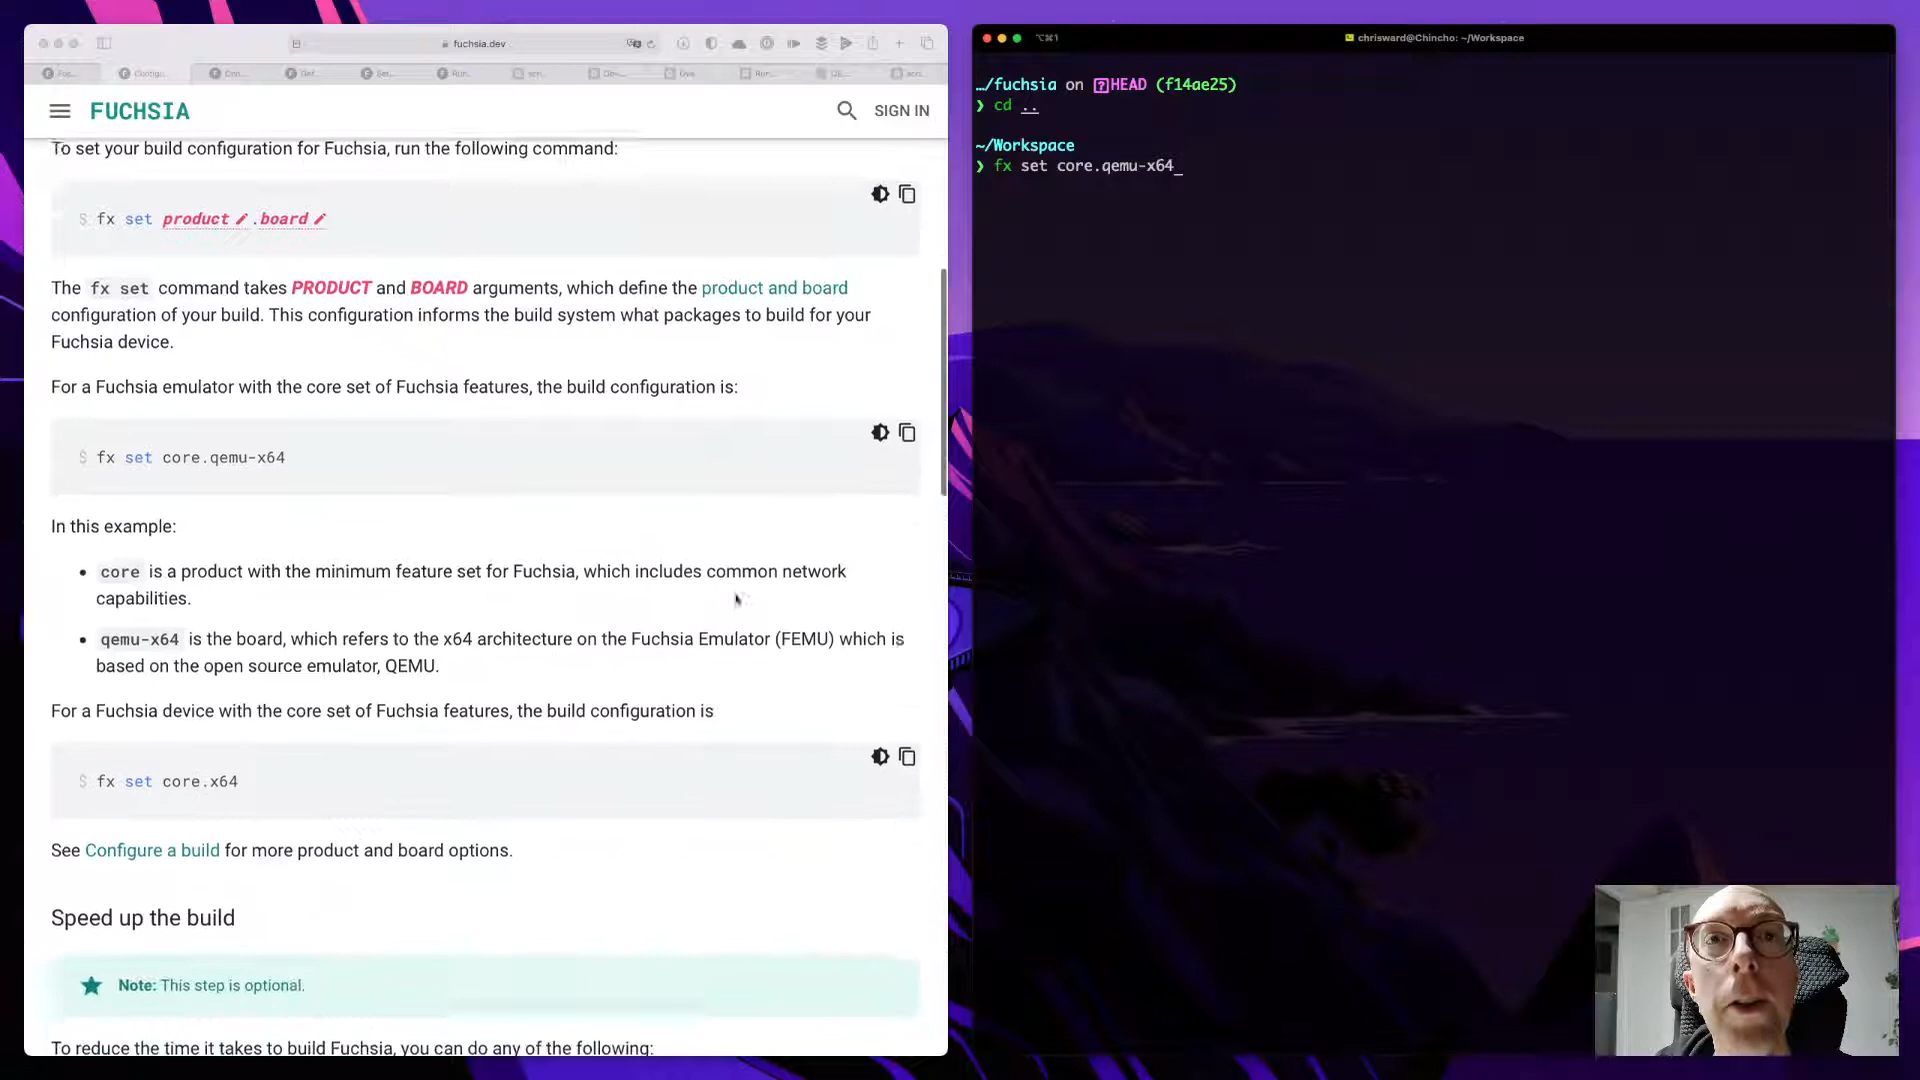 fuchsia.dev
FUCHSIA
SIGN IN
To set your build configuration for Fuchsia, run the following command:
$ fx set product .board
The fx set command takes PRODUCT and BOARD arguments, which define the product and board
configuration of your build. This configuration informs the build system what packages to build for your
Fuchsia device.
For a Fuchsia emulator with the core set of Fuchsia features, the build configuration is:
$ fx set core.qemu-x64
In this example:
• core is a product with the minimum feature set for Fuchsia, which includes common network
capabilities.
• qemu-x64 is the board, which refers to the x64 architecture on the Fuchsia Emulator (FEMU) which is
based on the open source emulator, QEMU.
For a Fuchsia device with the core set of Fuchsia features, the build configuration is
$ fx set core.x64
See Configure a build for more product and board options.
Speed up the build
Note: This step is optional.
To reduce the time it takes to build Fuchsia, you can do any of the following:
⌥⌘1
chrisward@Chincho: ~/Workspace
…/fuchsia on HEAD (f14ae25)
❯ cd ..
~/Workspace
❯ fx set core.qemu-x64_